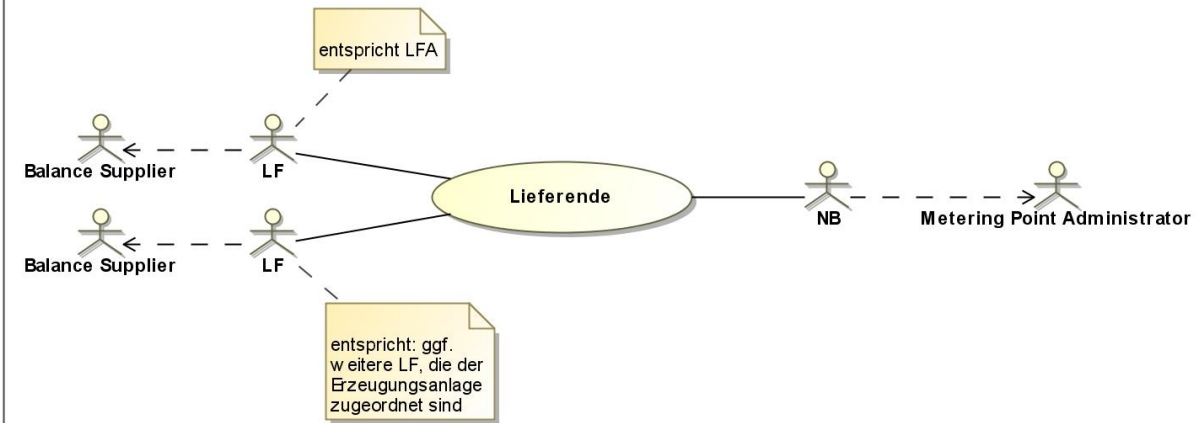 entspricht LFA
Balance Supplier
LF
Lieferende
NB
Metering Point Administrator
Balance Supplier
LF
entspricht: ggf.
weitere LF, die der
Erzeugungsanlage
zugeordnet sind